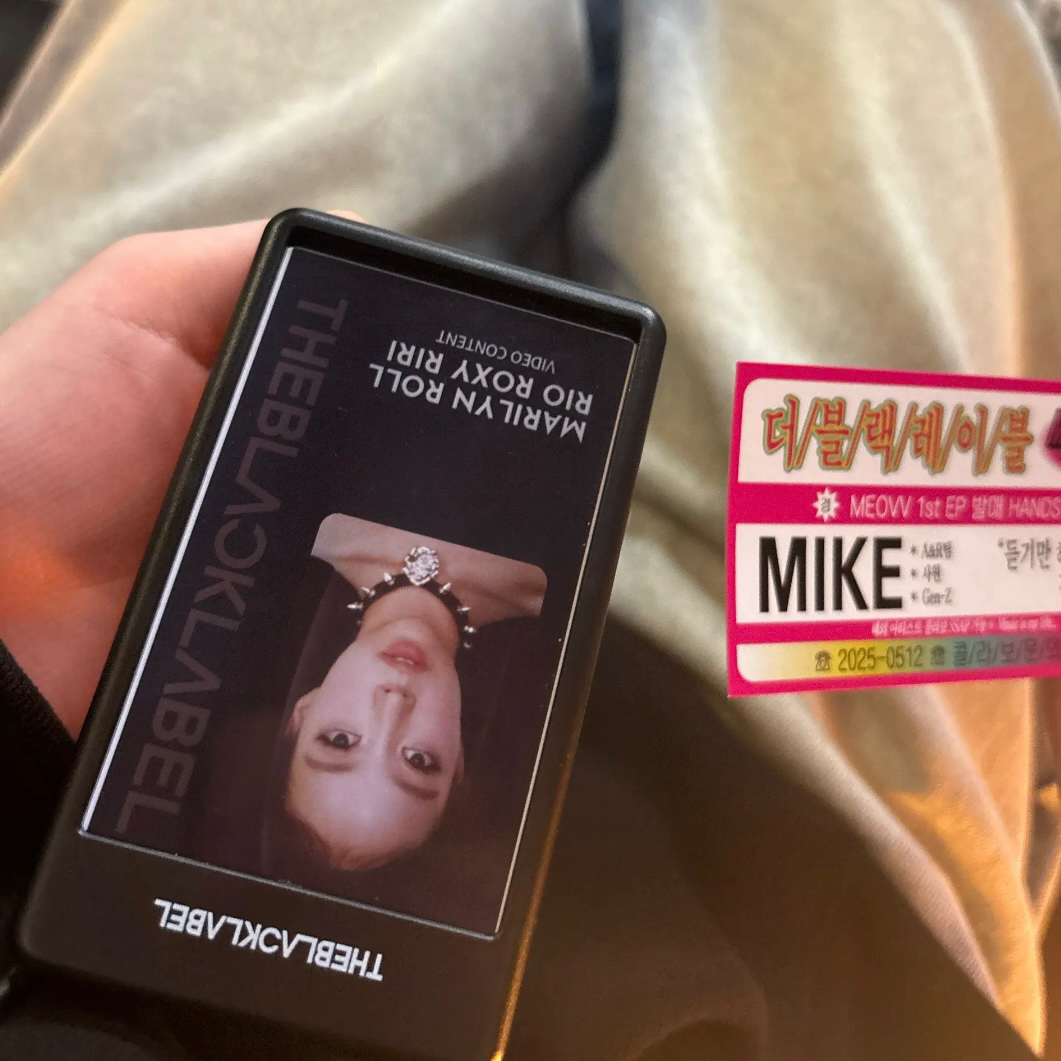 THEBLACKLABEL
MARILYN ROLL
RIO ROXY RIRI
VIDEO CONTENT
THEBLACKLABEL
더/블/랙/레/이/블
경 MEOVV 1st EP 발매 HANDS
MIKE
* A&R팀
* 사원
* Gen-Z
"듣기만
☎ 2025-0512 ☎ 콜/라/보/문/의